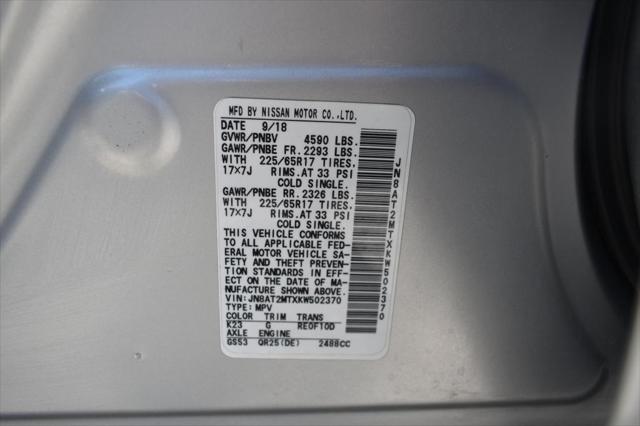 MFD BY NISSAN MOTOR CO.,LTD.
DATE 9/18
GVWR/PNBV 4590 LBS.
GAWR/PNBE FR. 2293 LBS.
WITH 225/65R17 TIRES.
17X7J RIMS. AT 33 PSI
COLD SINGLE.
GAWR/PNBE RR. 2326 LBS.
WITH 225/65R17 TIRES.
17X7J RIMS. AT 33 PSI
COLD SINGLE.
THIS VEHICLE CONFORMS
TO ALL APPLICABLE FED-
ERAL MOTOR VEHICLE SA-
FETY AND THEFT PREVEN-
TION STANDARDS IN EFF-
ECT ON THE DATE OF MA-
NUFACTURE SHOWN ABOVE.
VIN: JN8AT2MTXKW502370
TYPE: MPV
COLOR TRIM TRANS
K23 G RE0F10D
AXLE ENGINE
GS53 QR25(DE) 2488CC
JN8AT2MTXKW502370